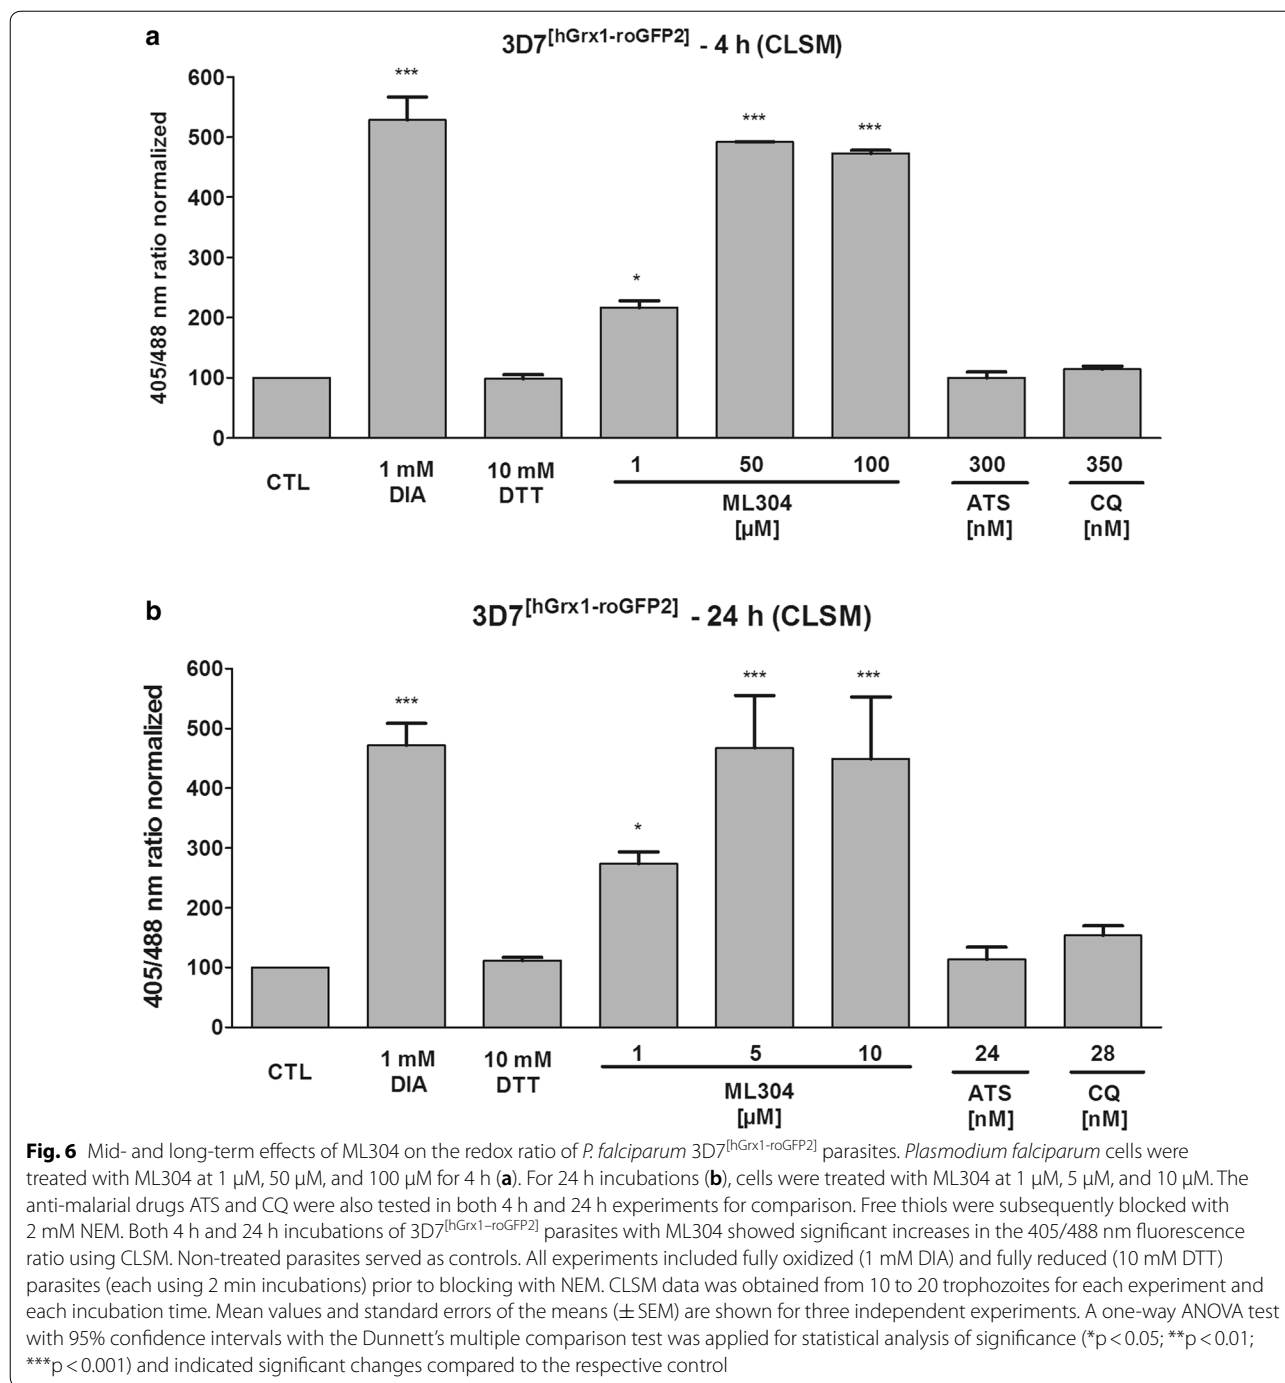 a
3D7[hGrx1-roGFP2] - 4 h (CLSM)
405/488 nm ratio normalized
600
500
400
300
200
100
0
***
*
***
***
CTL
1 mM
DIA
10 mM
DTT
1 50 100
ML304
[µM]
300
ATS
[nM]
350
CQ
[nM]
b
3D7[hGrx1-roGFP2] - 24 h (CLSM)
405/488 nm ratio normalized
600
500
400
300
200
100
0
***
*
***
***
CTL
1 mM
DIA
10 mM
DTT
1 5 10
ML304
[µM]
24
ATS
[nM]
28
CQ
[nM]
Fig. 6 Mid- and long-term effects of ML304 on the redox ratio of P. falciparum 3D7[hGrx1-roGFP2] parasites. Plasmodium falciparum cells were
treated with ML304 at 1 µM, 50 µM, and 100 µM for 4 h (a). For 24 h incubations (b), cells were treated with ML304 at 1 µM, 5 µM, and 10 µM. The
anti-malarial drugs ATS and CQ were also tested in both 4 h and 24 h experiments for comparison. Free thiols were subsequently blocked with
2 mM NEM. Both 4 h and 24 h incubations of 3D7[hGrx1–roGFP2] parasites with ML304 showed significant increases in the 405/488 nm fluorescence
ratio using CLSM. Non-treated parasites served as controls. All experiments included fully oxidized (1 mM DIA) and fully reduced (10 mM DTT)
parasites (each using 2 min incubations) prior to blocking with NEM. CLSM data was obtained from 10 to 20 trophozoites for each experiment and
each incubation time. Mean values and standard errors of the means (± SEM) are shown for three independent experiments. A one-way ANOVA test
with 95% confidence intervals with the Dunnett's multiple comparison test was applied for statistical analysis of significance (*p < 0.05; **p < 0.01;
***p < 0.001) and indicated significant changes compared to the respective control